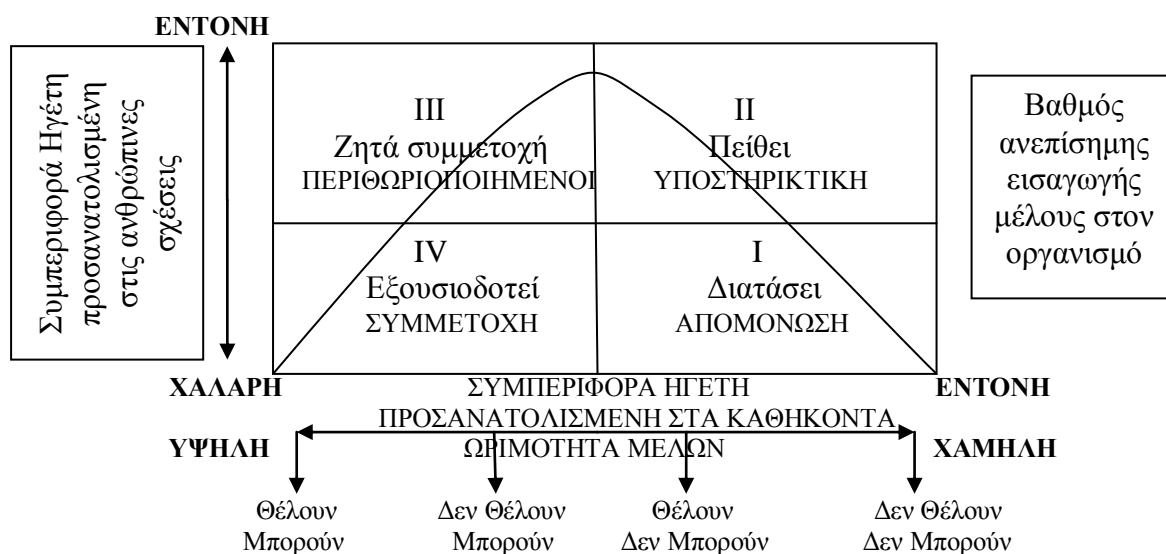 ΕΝΤΟΝΗ
Συμπεριφορά Ηγέτη
προσανατολισμένη
στις ανθρώπινες
σχέσεις
III
Ζητά συμμετοχή
ΠΕΡΙΘΩΡΙΟΠΟΙΗΜΕΝΟΙ
II
Πείθει
ΥΠΟΣΤΗΡΙΚΤΙΚΗ
IV
Εξουσιοδοτεί
ΣΥΜΜΕΤΟΧΗ
I
Διατάσει
ΑΠΟΜΟΝΩΣΗ
Βαθμός
ανεπίσημης
εισαγωγής
μέλους στον
οργανισμό
ΧΑΛΑΡΗ
ΣΥΜΠΕΡΙΦΟΡΑ ΗΓΕΤΗ
ΠΡΟΣΑΝΑΤΟΛΙΣΜΕΝΗ ΣΤΑ ΚΑΘΗΚΟΝΤΑ
ΕΝΤΟΝΗ
ΥΨΗΛΗ
ΩΡΙΜΟΤΗΤΑ ΜΕΛΩΝ
ΧΑΜΗΛΗ
Θέλουν
Μπορούν
Δεν Θέλουν
Μπορούν
Θέλουν
Δεν Μπορούν
Δεν Θέλουν
Δεν Μπορούν